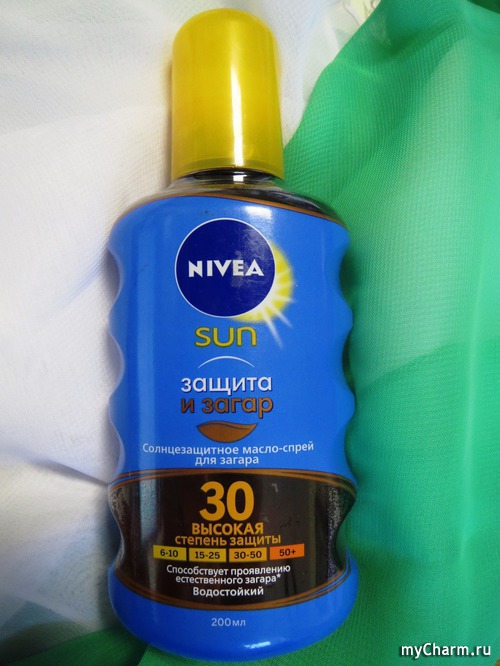 NIVEA
sun
защита
и загар
Солнцезащитное масло-спрей
для загара
30
ВЫСОКАЯ
степень защиты
6-10 15-25 30-50 50+
Способствует проявлению
естественного загара*
Водостойкий
200мл
myCharm.ru